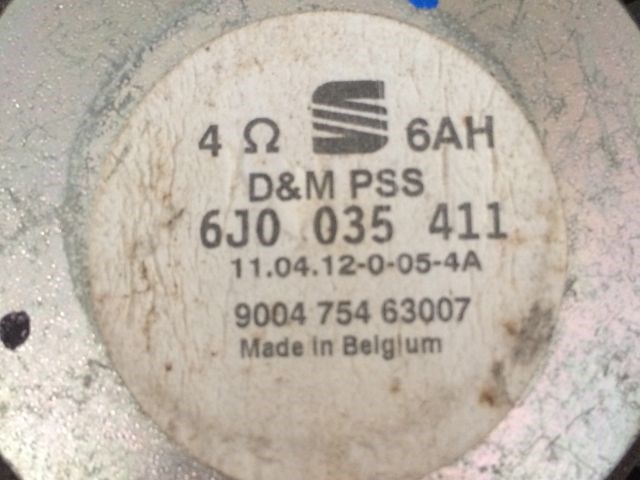 4 Ω 6AH
D&M PSS
6J0 035 411
11.04.12-0-05-4A
9004 754 63007
Made in Belgium